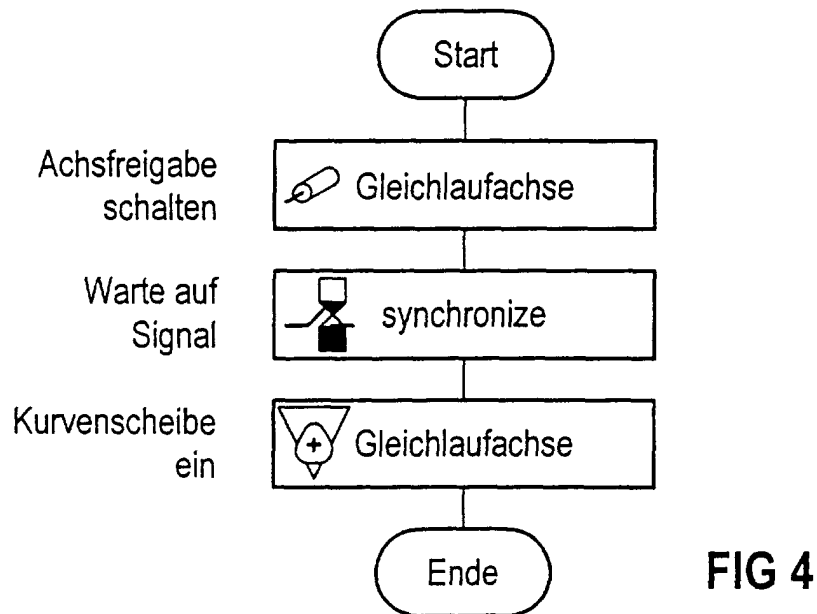 Start
Achsfreigabe
schalten
Gleichlaufachse
Warte auf
Signal
synchronize
Kurvenscheibe
ein
Gleichlaufachse
Ende
FIG 4